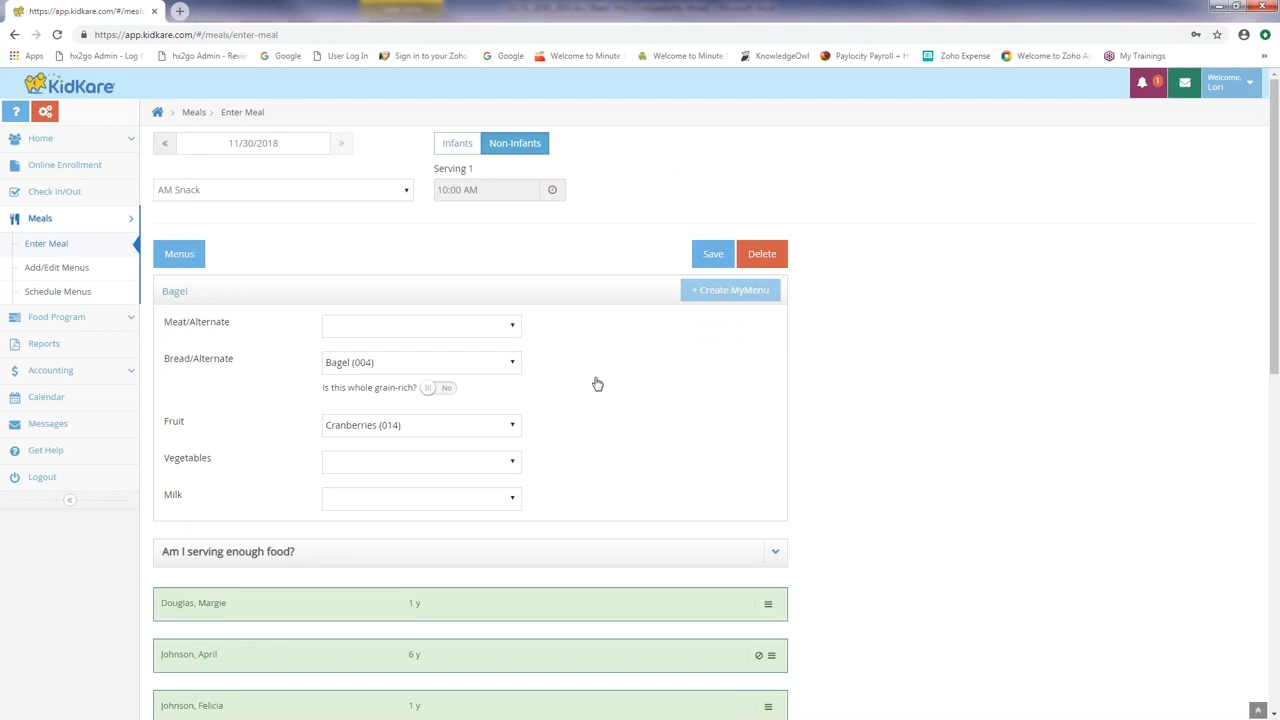 https://app.kidkare.com/#/meals
https://app.kidkare.com/#/meals/enter-meal
Apps
hx2go Admin - Log
hx2go Admin - Revie
Google
User Log In
Sign in to your Zoho
Google
Welcome to Minute
Welcome to Minute
KnowledgeOwl
Paylocity Payroll + H
Zoho Expense
Welcome to Zoho A
My Trainings
KidKare
1
Welcome,
Lori
?
Meals > Enter Meal
Home
Online Enrollment
Check In/Out
Meals
Enter Meal
Add/Edit Menus
Schedule Menus
Food Program
Reports
Accounting
Calendar
Messages
Get Help
Logout
11/30/2018
Infants
Non-Infants
Serving 1
AM Snack
10:00 AM
Menus
Save
Delete
Bagel
+ Create MyMenu
Meat/Alternate
Bread/Alternate
Bagel (004)
Is this whole grain-rich?
No
Fruit
Cranberries (014)
Vegetables
Milk
Am I serving enough food?
Douglas, Margie 1 y
Johnson, April 6 y
Johnson, Felicia 1 y